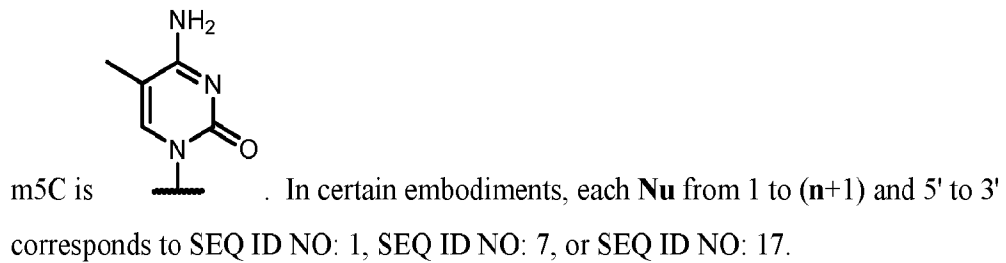 NH2
N
N
O
m5C is . In certain embodiments, each Nu from 1 to (n+1) and 5' to 3'
corresponds to SEQ ID NO: 1, SEQ ID NO: 7, or SEQ ID NO: 17.